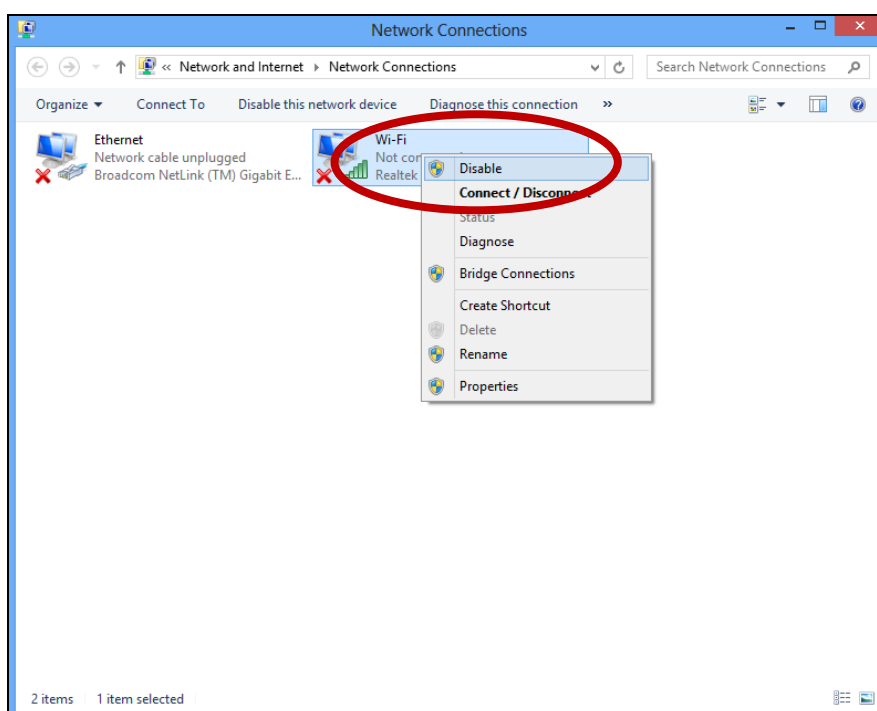 Network Connections
« Network and Internet Network Connections
Search Network Connections
Organize Connect To Disable this network device Diagnose this connection »
Ethernet
Network cable unplugged
Broadcom NetLink (TM) Gigabit E...
Wi-Fi
Not
Realtek
Disable
Connect / Disconnect
Status
Diagnose
Bridge Connections
Create Shortcut
Delete
Rename
Properties
2 items 1 item selected